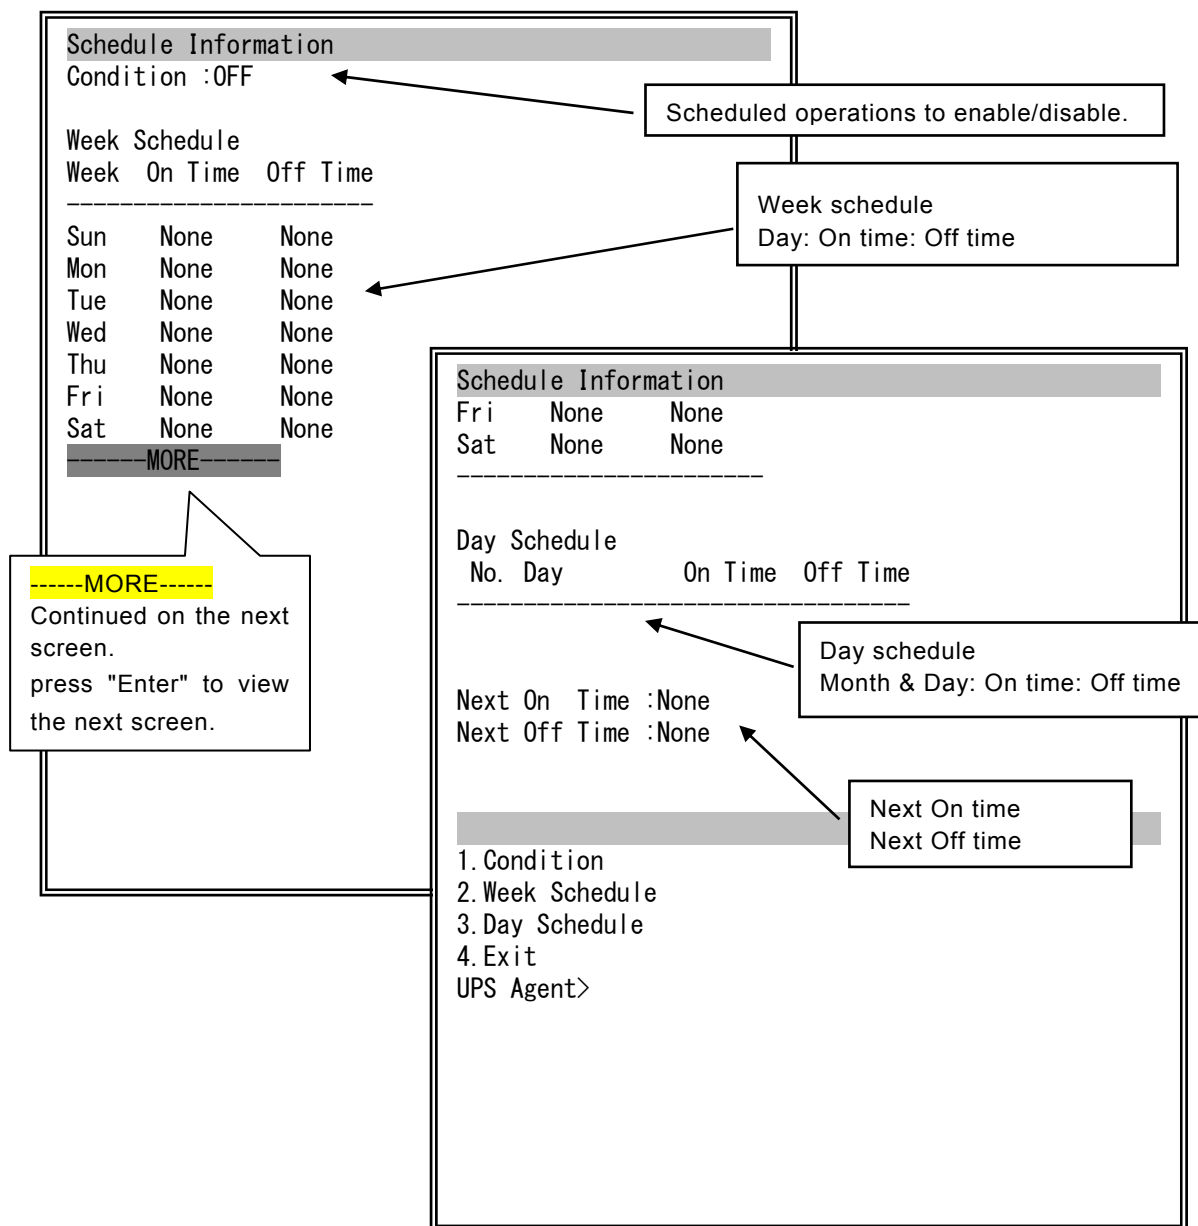 Schedule Information
Condition :OFF
Scheduled operations to enable/disable.
Week Schedule
Week  On Time  Off Time
-----------------------
Week schedule
Day: On time: Off time
Sun    None     None
Mon    None     None
Tue    None     None
Wed    None     None
Thu    None     None
Fri    None     None
Sat    None     None
------MORE------
------MORE------
Continued on the next
screen.
press "Enter" to view
the next screen.
Schedule Information
Fri    None     None
Sat    None     None
-----------------------
Day Schedule
No. Day         On Time  Off Time
----------------------------------
Day schedule
Month & Day: On time: Off time
Next On  Time :None
Next Off Time :None
Next On time
Next Off time
1.Condition
2.Week Schedule
3.Day Schedule
4.Exit
UPS Agent>